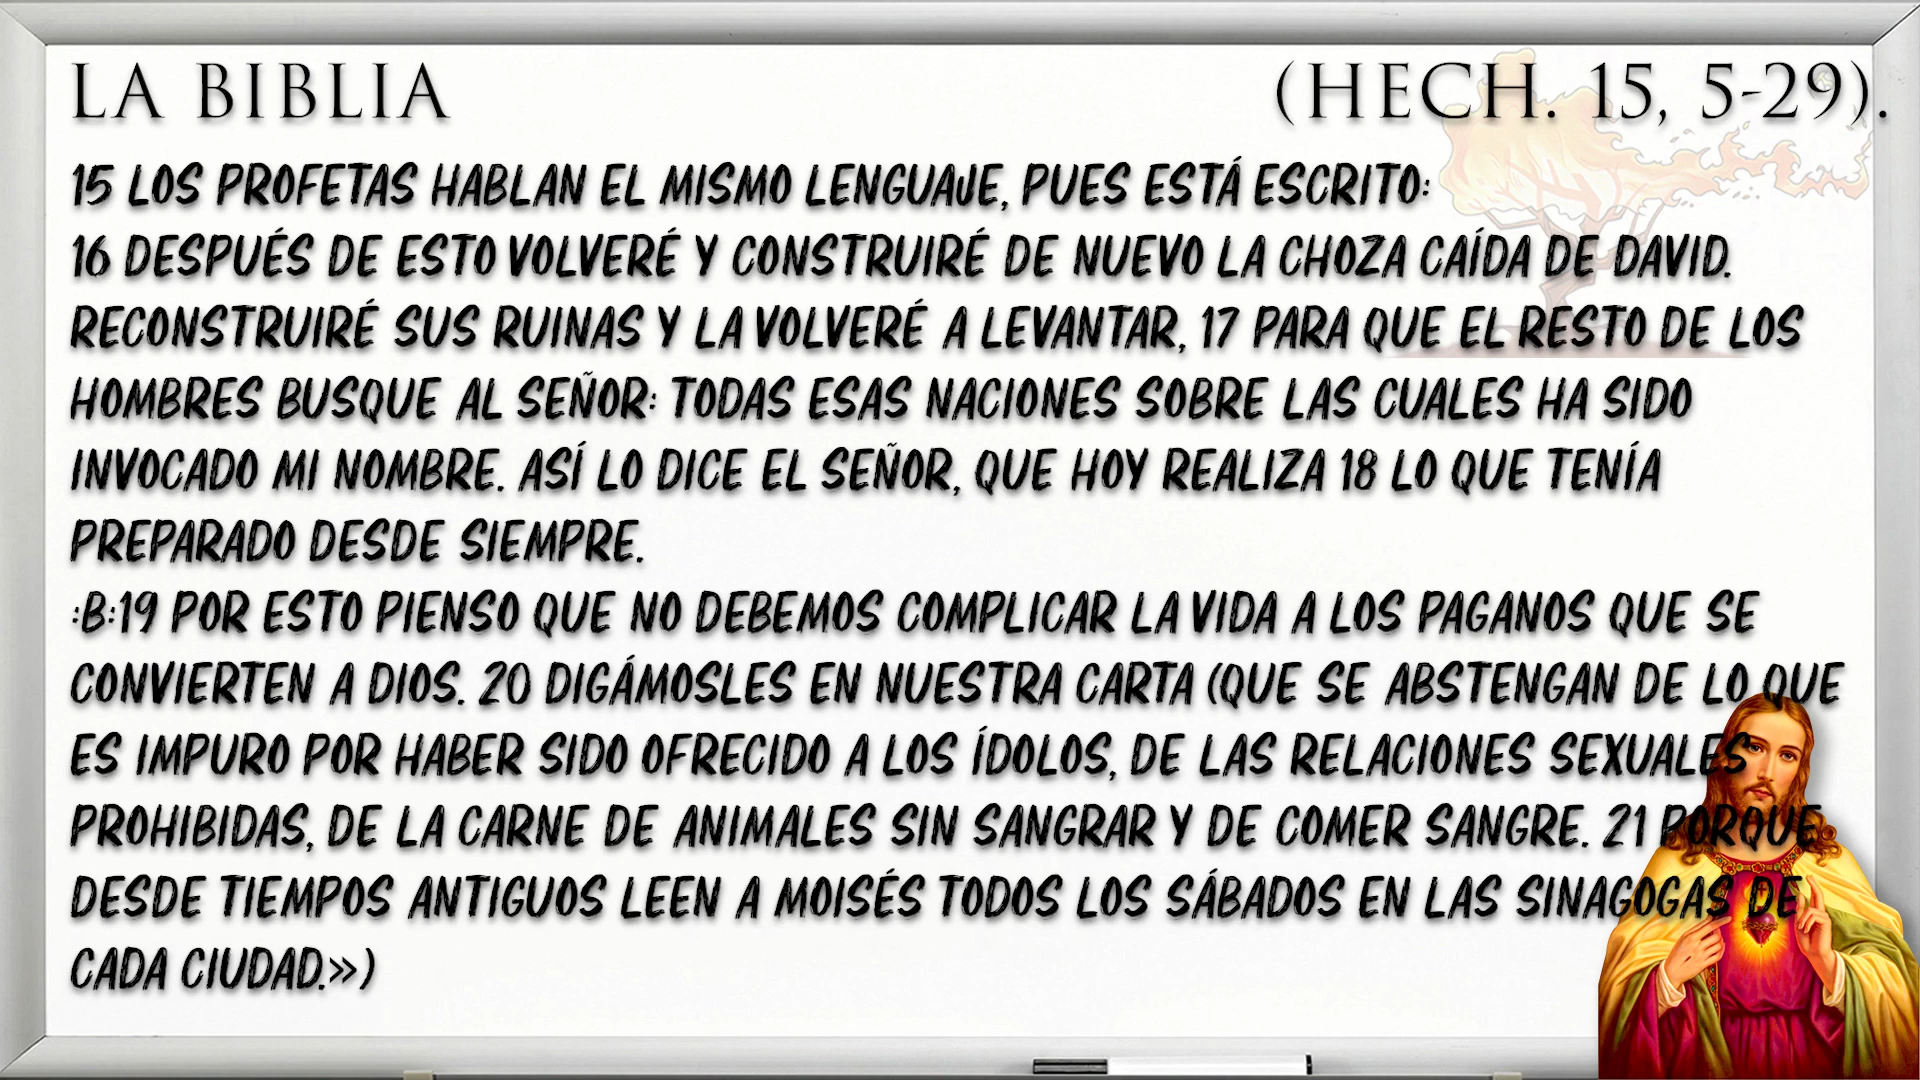 LA BIBLIA (HECH. 15, 5-29).
15 LOS PROFETAS HABLAN EL MISMO LENGUAJE, PUES ESTÁ ESCRITO:
16 DESPUÉS DE ESTO VOLVERÉ Y CONSTRUIRÉ DE NUEVO LA CHOZA CAÍDA DE DAVID.
RECONSTRUIRÉ SUS RUINAS Y LA VOLVERÉ A LEVANTAR, 17 PARA QUE EL RESTO DE LOS
HOMBRES BUSQUE AL SEÑOR: TODAS ESAS NACIONES SOBRE LAS CUALES HA SIDO
INVOCADO MI NOMBRE. ASÍ LO DICE EL SEÑOR, QUE HOY REALIZA 18 LO QUE TENÍA
PREPARADO DESDE SIEMPRE.
:B:19 POR ESTO PIENSO QUE NO DEBEMOS COMPLICAR LA VIDA A LOS PAGANOS QUE SE
CONVIERTEN A DIOS. 20 DIGÁMOSLES EN NUESTRA CARTA (QUE SE ABSTENGAN DE LO QUE
ES IMPURO POR HABER SIDO OFRECIDO A LOS ÍDOLOS, DE LAS RELACIONES SEXUALES
PROHIBIDAS, DE LA CARNE DE ANIMALES SIN SANGRAR Y DE COMER SANGRE. 21 PORQUE
DESDE TIEMPOS ANTIGUOS LEEN A MOISÉS TODOS LOS SÁBADOS EN LAS SINAGOGAS DE
CADA CIUDAD.»)